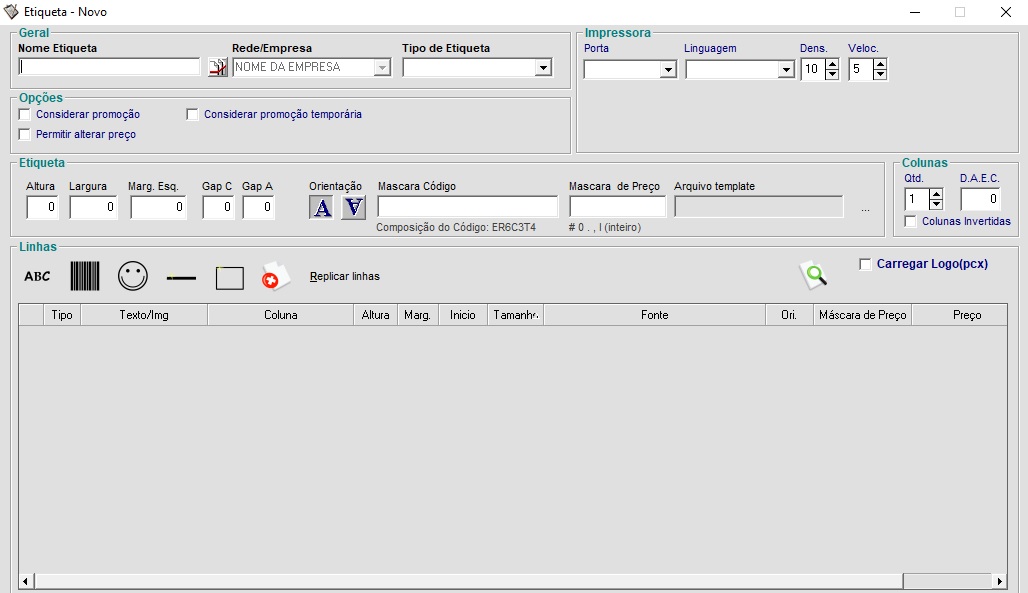 Etiqueta - Novo
Geral
Nome Etiqueta Rede/Empresa Tipo de Etiqueta
NOME DA EMPRESA
Impressora
Porta Linguagem Dens. Veloc.
10 5
Opções
Considerar promoção Considerar promoção temporária
Permitir alterar preço
Etiqueta
Altura Largura Marg. Esq. Gap C Gap A Orientação Mascara Código Mascara de Preço Arquivo template
0 0 0 0 0 A A ...
Composição do Código: ER6C3T4 # 0 . , I (inteiro)
Colunas
Qtd. D.A.E.C.
1 0
Colunas Invertidas
Linhas
ABC Replicar linhas Carregar Logo(pcx)
Tipo Texto/Img Coluna Altura Marg. Inicio Tamanho Fonte Ori. Máscara de Preço Preço